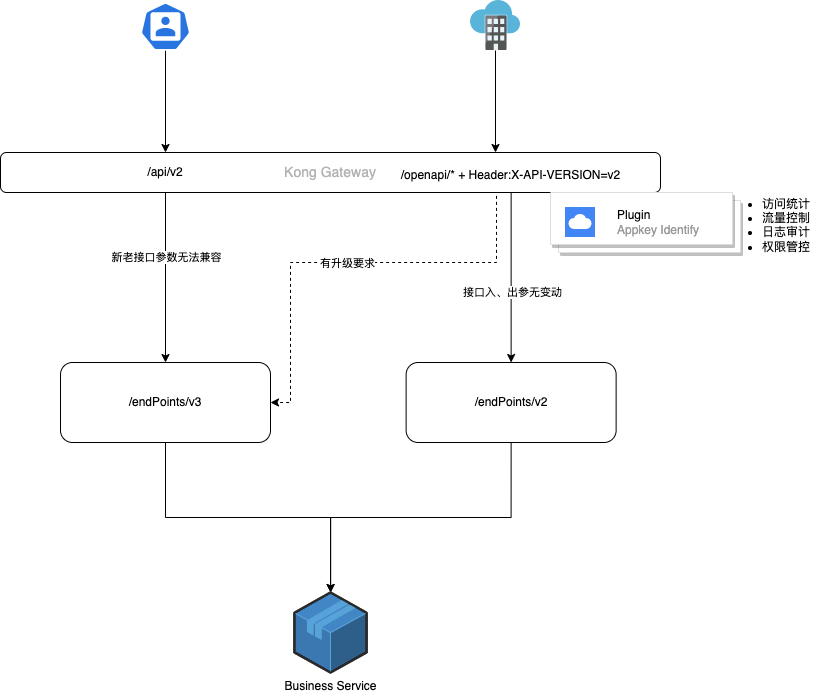 /api/v2
Kong Gateway
/openapi/* + Header:X-API-VERSION=v2
Plugin
Appkey Identify
访问统计
流量控制
日志审计
权限管控
新老接口参数无法兼容
有升级要求
接口入、出参无变动
/endPoints/v3
/endPoints/v2
Business Service